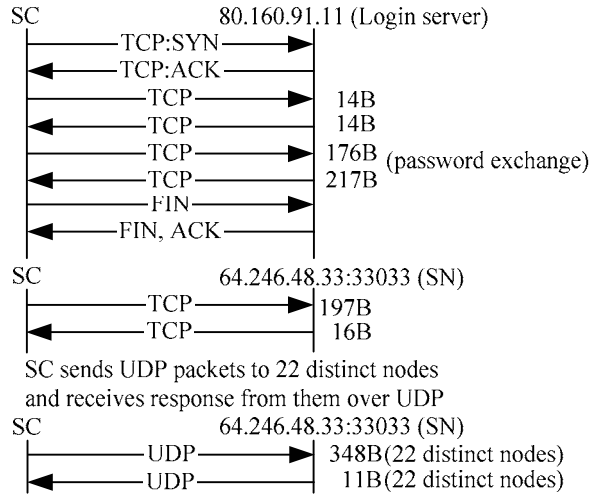 SC 80.160.91.11 (Login server)
TCP:SYN
TCP:ACK
TCP 14B
TCP 14B
TCP 176B
(password exchange)
TCP 217B
FIN
FIN, ACK
SC 64.246.48.33:33033 (SN)
TCP 197B
TCP 16B
SC sends UDP packets to 22 distinct nodes
and receives response from them over UDP
SC 64.246.48.33:33033 (SN)
UDP 348B(22 distinct nodes)
UDP 11B(22 distinct nodes)